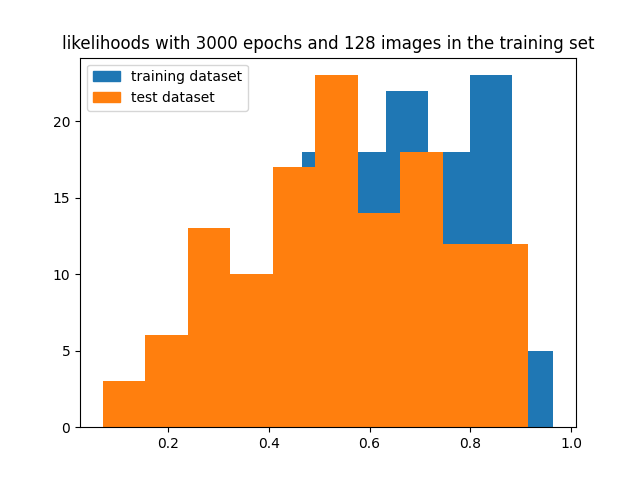 likelihoods with 3000 epochs and 128 images in the training set
training dataset
test dataset
20
15
10
5
0
0.2 0.4 0.6 0.8 1.0